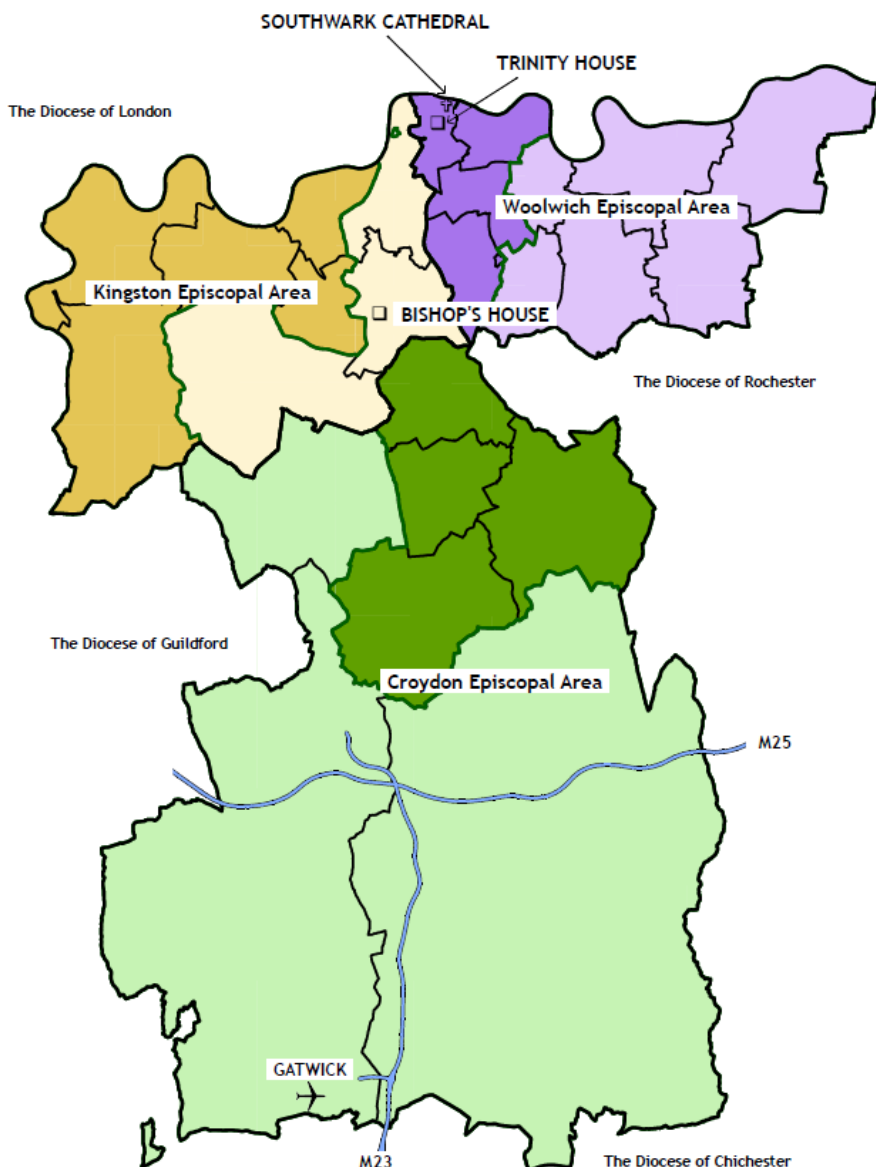 SOUTHWARK CATHEDRAL
TRINITY HOUSE
The Diocese of London
Woolwich Episcopal Area
Kingston Episcopal Area
BISHOP'S HOUSE
The Diocese of Rochester
The Diocese of Guildford
Croydon Episcopal Area
M25
GATWICK
M23
The Diocese of Chichester